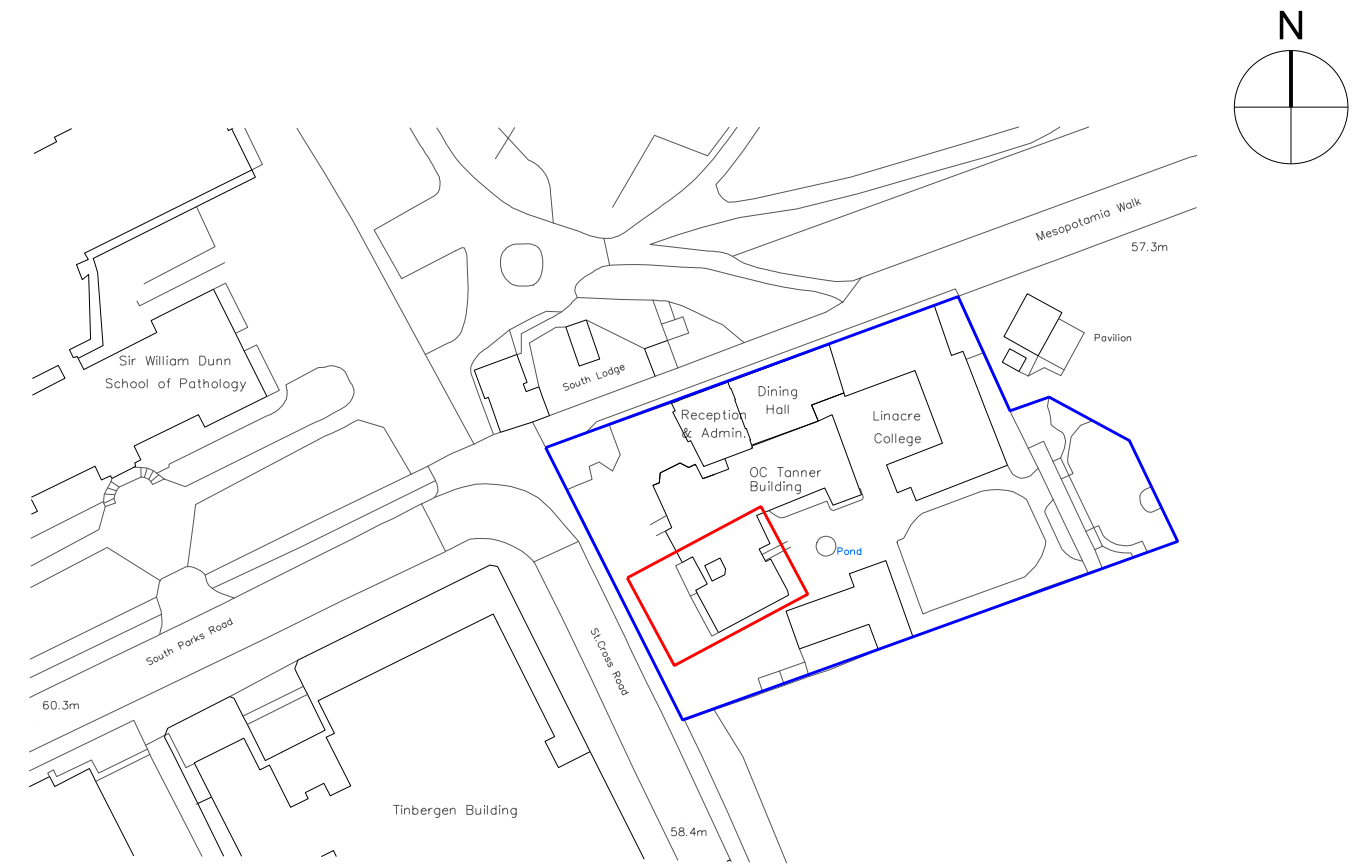 N
Mesopotamia Walk
57.3m
Pavilion
Sir William Dunn
School of Pathology
South Lodge
Dining
Hall
Reception
& Admin.
Linacre
College
OC Tanner
Building
Pond
South Parks Road
St.Cross Road
60.3m
Tinbergen Building
58.4m